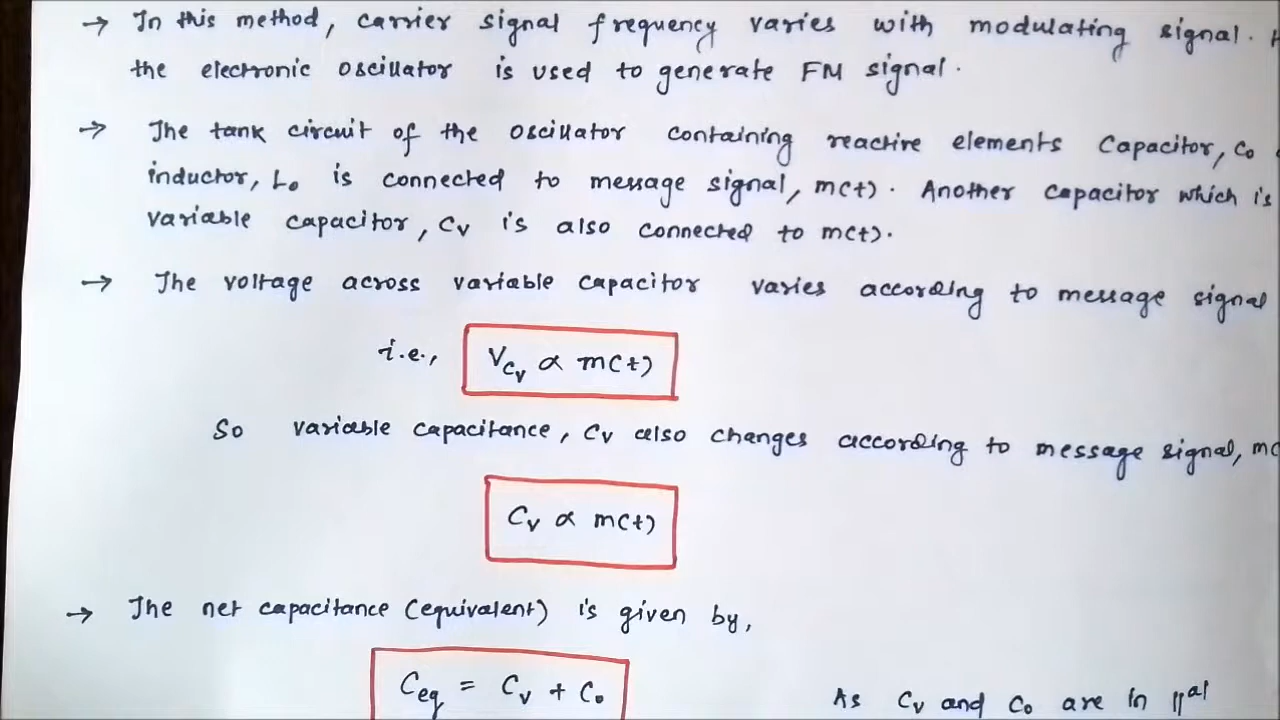 → In this method, carrier signal frequency varies with modulating signal.
the electronic oscillator is used to generate FM signal.
→ The tank circuit of the oscillator containing reactive elements Capacitor, C₀
inductor, L₀ is connected to message signal, m(t). Another capacitor which is
variable capacitor, Cᵥ is also connected to m(t).
→ The voltage across variable capacitor varies according to message signal
i.e., V_Cᵥ ∝ m(t)
So variable capacitance, Cᵥ also changes according to message signal, m(
Cᵥ ∝ m(t)
→ The net capacitance (equivalent) is given by,
C_eq = Cᵥ + C₀ As Cᵥ and C₀ are in ||al